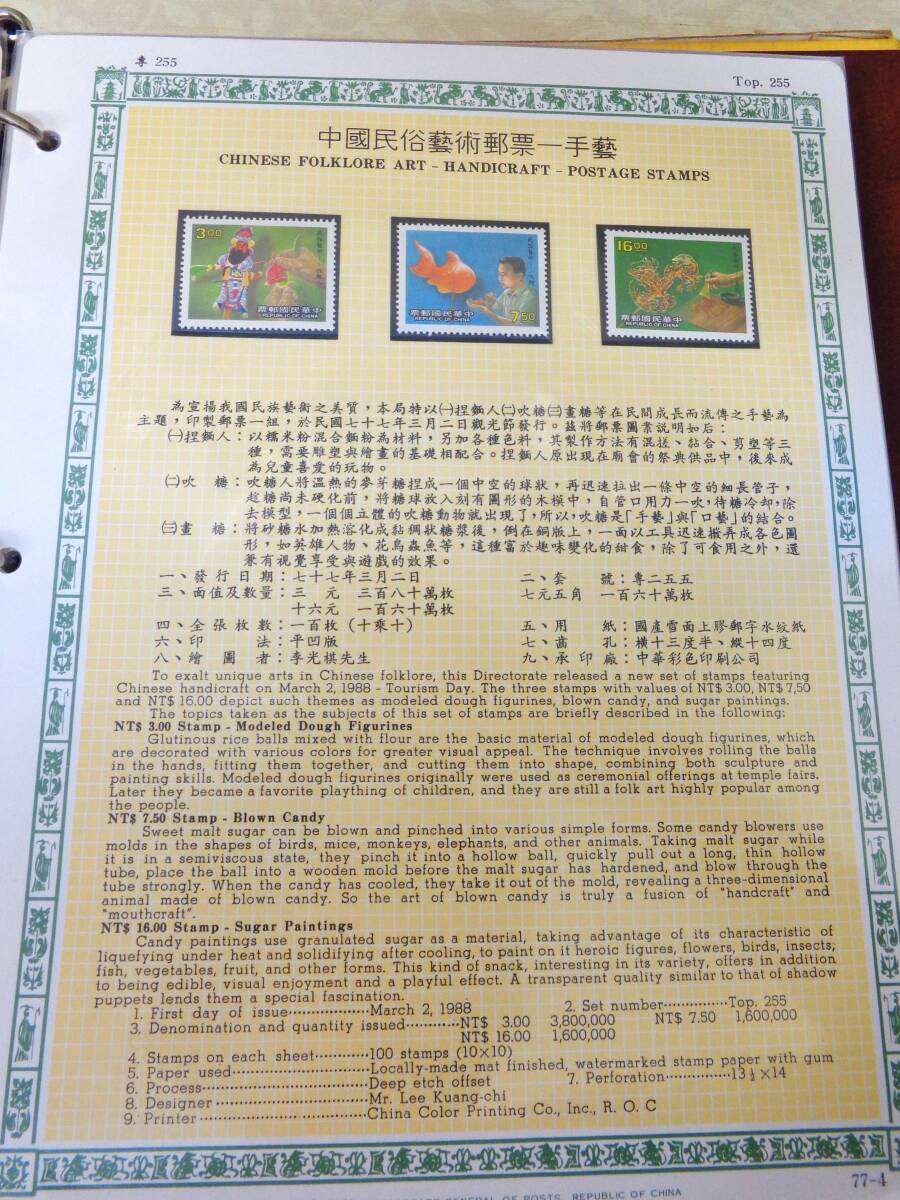 專 255
Top. 255
中國民俗藝術郵票—手藝
CHINESE FOLKLORE ART - HANDICRAFT - POSTAGE STAMPS
3.00
票郵國民華中
REPUBLIC OF CHINA
票郵國民華中
REPUBLIC OF CHINA
7.50
16.00
票郵國民華中
REPUBLIC OF CHINA
為宣揚我國民族藝術之美質，本局特以㈠捏麵人㈡吹糖㈢畫糖等在民間成長而流傳之手藝為
主題，印製郵票一組，於民國七十七年三月二日觀光節發行。茲將郵票圖案說明如后：
㈠捏麵人：以糯米粉混合麵粉為材料，另加各種色料，其製作方法有混搓、黏合、剪塑等三
種，需要雕塑與繪畫的基礎相配合。捏麵人原出現在廟會的祭典供品中，後來成
為兒童喜愛的玩物。
㈡吹　糖：吹糖人將溫熱的麥芽糖捏成一個中空的球狀，再迅速拉出一條中空的細長管子，
趁糖尚未硬化前，將糖球放入刻有圖形的木模中，自管口用力一吹，待糖冷却，除
去模型，一個個立體的吹糖動物就出現了，所以，吹糖是「手藝」與「口藝」的結合。
㈢畫　糖：將砂糖水加熱溶化成黏稠狀糖漿後，倒在銅版上，一面以工具迅速搬弄成各色圖
形，如英雄人物、花鳥蟲魚等，這種富於趣味變化的甜食，除了可食用之外，還
兼有視覺享受與遊戲的效果。
一、發行日期：七十七年三月二日　二、套　號：專二五五
三、面值及數量：三　元　三百八十萬枚　七元五角　一百六十萬枚
十六元　一百六十萬枚
四、全張枚數：一百枚（十乘十）　五、用　紙：國產雪面上膠郵字水紋紙
六、印　法：平凹版　七、齒　孔：橫十三度半、縱十四度
八、繪圖者：李光棋先生　九、承印廠：中華彩色印刷公司
To exalt unique arts in Chinese folklore, this Directorate released a new set of stamps featuring
Chinese handicraft on March 2, 1988 - Tourism Day. The three stamps with values of NT$ 3.00, NT$ 7,50
and NT$ 16.00 depict such themes as modeled dough figurines, blown candy, and sugar paintings.
The topics taken as the subjects of this set of stamps are briefly described in the following:
NT$ 3.00 Stamp - Modeled Dough Figurines
Glutinous rice balls mixed with flour are the basic material of modeled dough figurines, which
are decorated with various colors for greater visual appeal. The technique involves rolling the balls
in the hands, fitting them together, and cutting them into shape, combining both sculpture and
painting skills. Modeled dough figurines originally were used as ceremonial offerings at temple fairs.
Later they became a favorite plaything of children, and they are still a folk art highly popular among
the people.
NT$ 7.50 Stamp - Blown Candy
Sweet malt sugar can be blown and pinched into various simple forms. Some candy blowers use
molds in the shapes of birds, mice, monkeys, elephants, and other animals. Taking malt sugar while
it is in a semiviscous state, they pinch it into a hollow ball, quickly pull out a long, thin hollow
tube, place the ball into a wooden mold before the malt sugar has hardened, and blow through the
tube strongly. When the candy has cooled, they take it out of the mold, revealing a three-dimensional
animal made of blown candy. So the art of blown candy is truly a fusion of "handcraft" and
"mouthcraft".
NT$ 16.00 Stamp - Sugar Paintings
Candy paintings use granulated sugar as a material, taking advantage of its characteristic of
liquefying under heat and solidifying after cooling, to paint on it heroic figures, flowers, birds, insects;
fish, vegetables, fruit, and other forms. This kind of snack, interesting in its variety, offers in addition
to being edible, visual enjoyment and a playful effect. A transparent quality similar to that of shadow
puppets lends them a special fascination.
1. First day of issue··················March 2, 1988 2. Set number··············Top. 255
3. Denomination and quantity issued············NT$ 3.00 3,800,000 NT$ 7.50 1,600,000
NT$ 16.00 1,600,000
4. Stamps on each sheet············100 stamps (10×10)
5. Paper used······························Locally-made mat finished, watermarked stamp paper with gum
6. Process····································Deep etch offset 7. Perforation··············13½×14
8. Designer ·································Mr. Lee Kuang-chi
9. Printer ····································China Color Printing Co., Inc., R. O. C
77-4
GENERAL OF POSTS, REPUBLIC OF CHINA